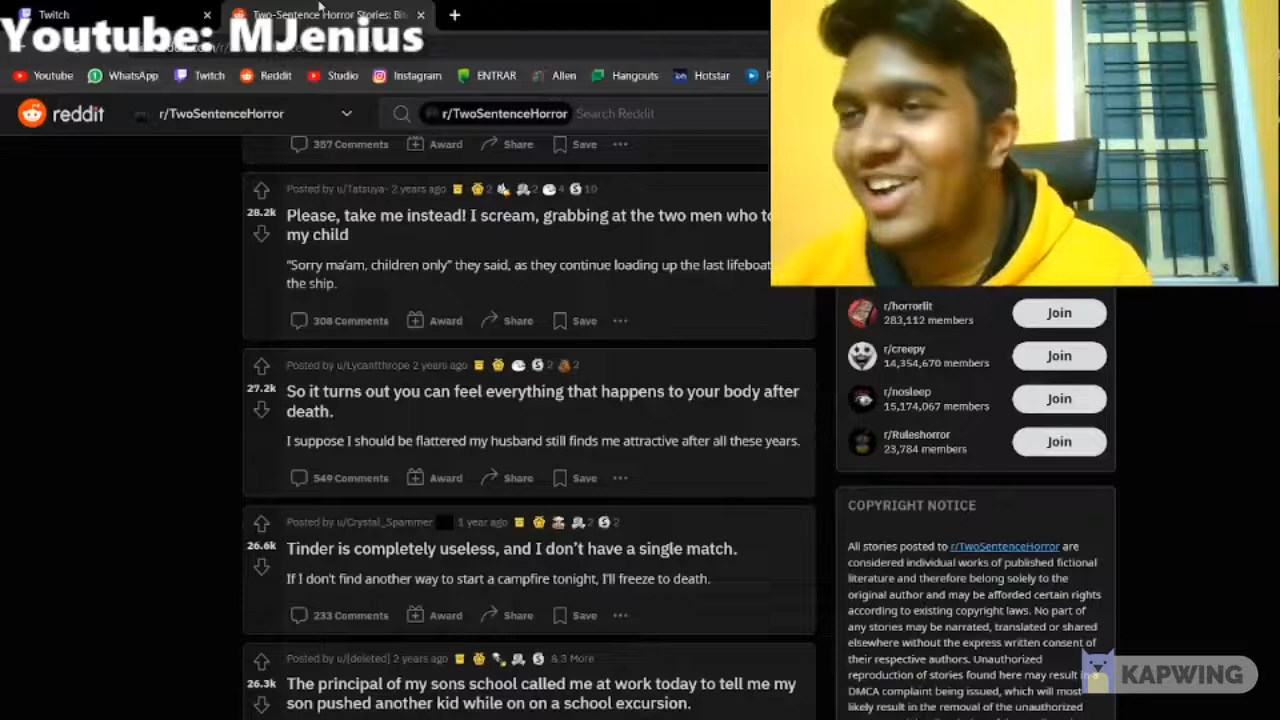 Twitch
Two-Sentence Horror Stories: Bit
Youtube: MJenius
Youtube WhatsApp Twitch Reddit Studio Instagram ENTRAR Allen Hangouts Hotstar
reddit r/TwoSentenceHorror r/TwoSentenceHorror Search Reddit
357 Comments Award Share Save
Posted by u/Tatsuya- 2 years ago 2 2 4 10
28.2k
Please, take me instead! I scream, grabbing at the two men who
my child
“Sorry ma'am, children only” they said, as they continue loading up the last lifeboat
the ship.
308 Comments Award Share Save
Posted by u/Lycanthrope 2 years ago 2 2
27.2k
So it turns out you can feel everything that happens to your body after
death.
I suppose I should be flattered my husband still finds me attractive after all these years.
549 Comments Award Share Save
Posted by u/Crystal_Spammer 1 year ago 2 2
26.6k
Tinder is completely useless, and I don't have a single match.
If I don't find another way to start a campfire tonight, I'll freeze to death.
233 Comments Award Share Save
Posted by u/[deleted] 2 years ago & 3 More
26.3k
The principal of my sons school called me at work today to tell me my
son pushed another kid while on on a school excursion.
r/horrorlit
283,112 members
Join
r/creepy
14,354,670 members
Join
r/nosleep
15,174,067 members
Join
r/Ruleshorror
23,784 members
Join
COPYRIGHT NOTICE
All stories posted to r/TwoSentenceHorror are
considered individual works of published fictional
literature and therefore belong solely to the
original author and may be afforded certain rights
according to existing copyright laws. No part of
any stories may be narrated, translated or shared
elsewhere without the express written consent of
their respective authors. Unauthorized
reproduction of stories found here may result in a
DMCA complaint being issued, which will most
likely result in the removal of the unauthorized
KAPWING